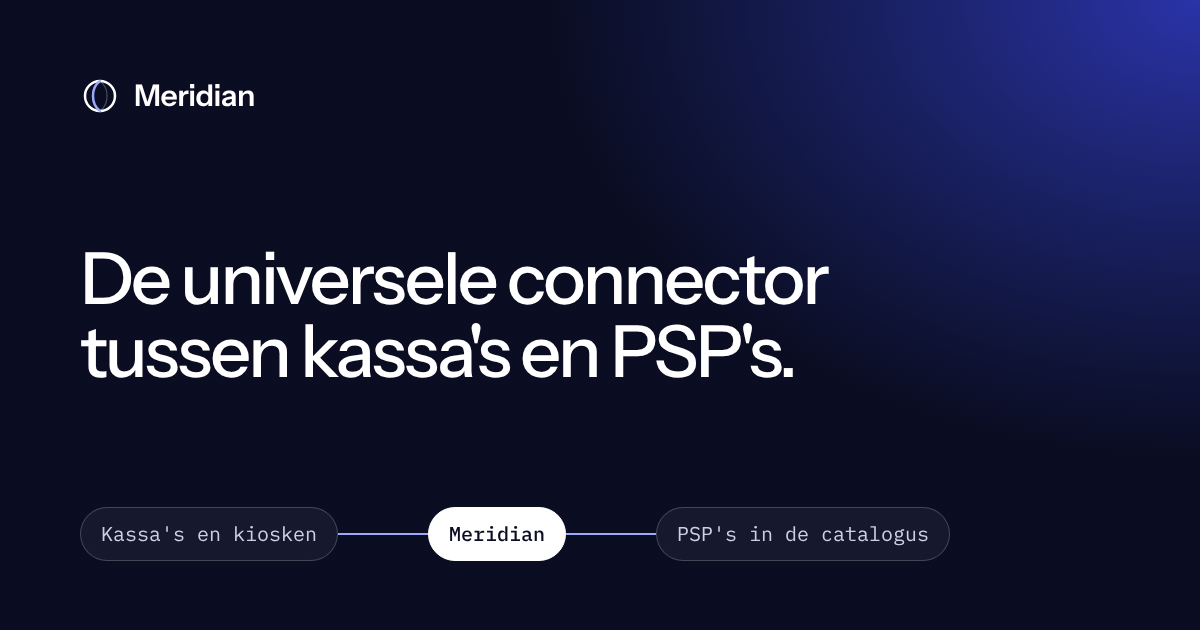 Meridian
De universele connector
tussen kassa's en PSP's.
Kassa's en kiosken
Meridian
PSP's in de catalogus